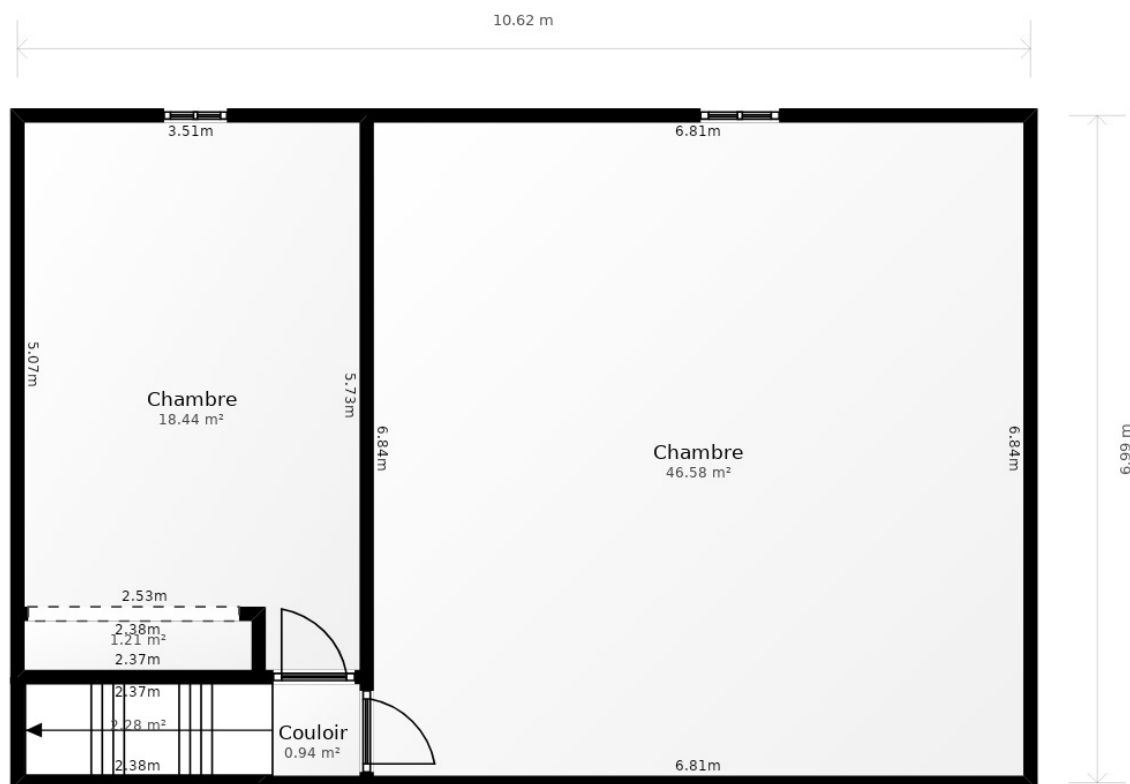 10.62 m
3.51m
6.81m
5.07m
5.73m
6.84m
6.84m
6.99 m
Chambre
18.44 m²
Chambre
46.58 m²
2.53m
2.38m
1.21 m²
2.37m
2.37m
2.28 m²
2.38m
Couloir
0.94 m²
6.81m